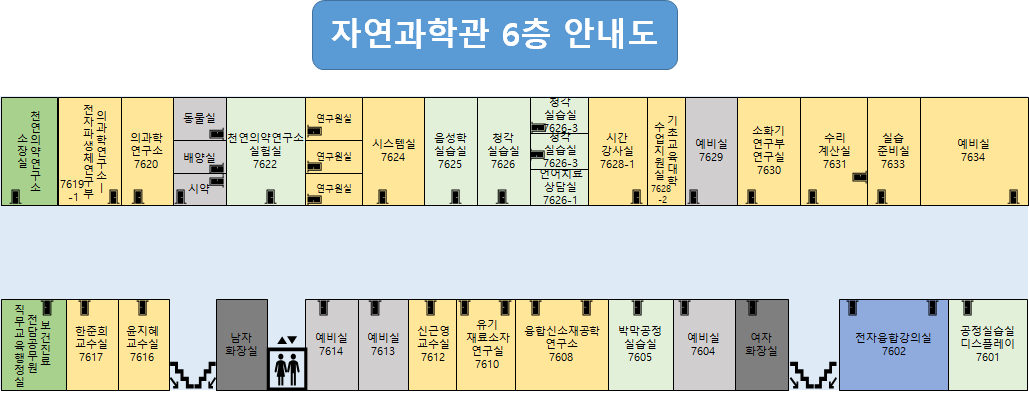 자연과학관 6층 안내도
천연의약연구소
소장실
의과학연구소ㅣ
전자파생체연구부
7619
-1
의과학
연구소
7620
동물실
배양실
시약
천연의약연구소
실험실
7622
연구원실
연구원실
연구원실
시스템실
7624
음성학
실습실
7625
청각
실습실
7626
청각
실습실
7626-3
청각
실습실
7626-3
언어치료
상담실
7626-1
시간
강사실
7628-1
기초교육대학
수업지원실
7628
-2
예비실
7629
소화기
연구부
연구실
7630
수리
계산실
7631
실습
준비실
7633
예비실
7634
보건진료
전담공무원
직무교육행정실
한준희
교수실
7617
윤지혜
교수실
7616
남자
화장실
예비실
7614
예비실
7613
신근영
교수실
7612
유기
재료소자
연구실
7610
융합신소재공학
연구소
7608
박막공정
실습실
7605
예비실
7604
여자
화장실
전자융합강의실
7602
공정실습실
디스플레이
7601